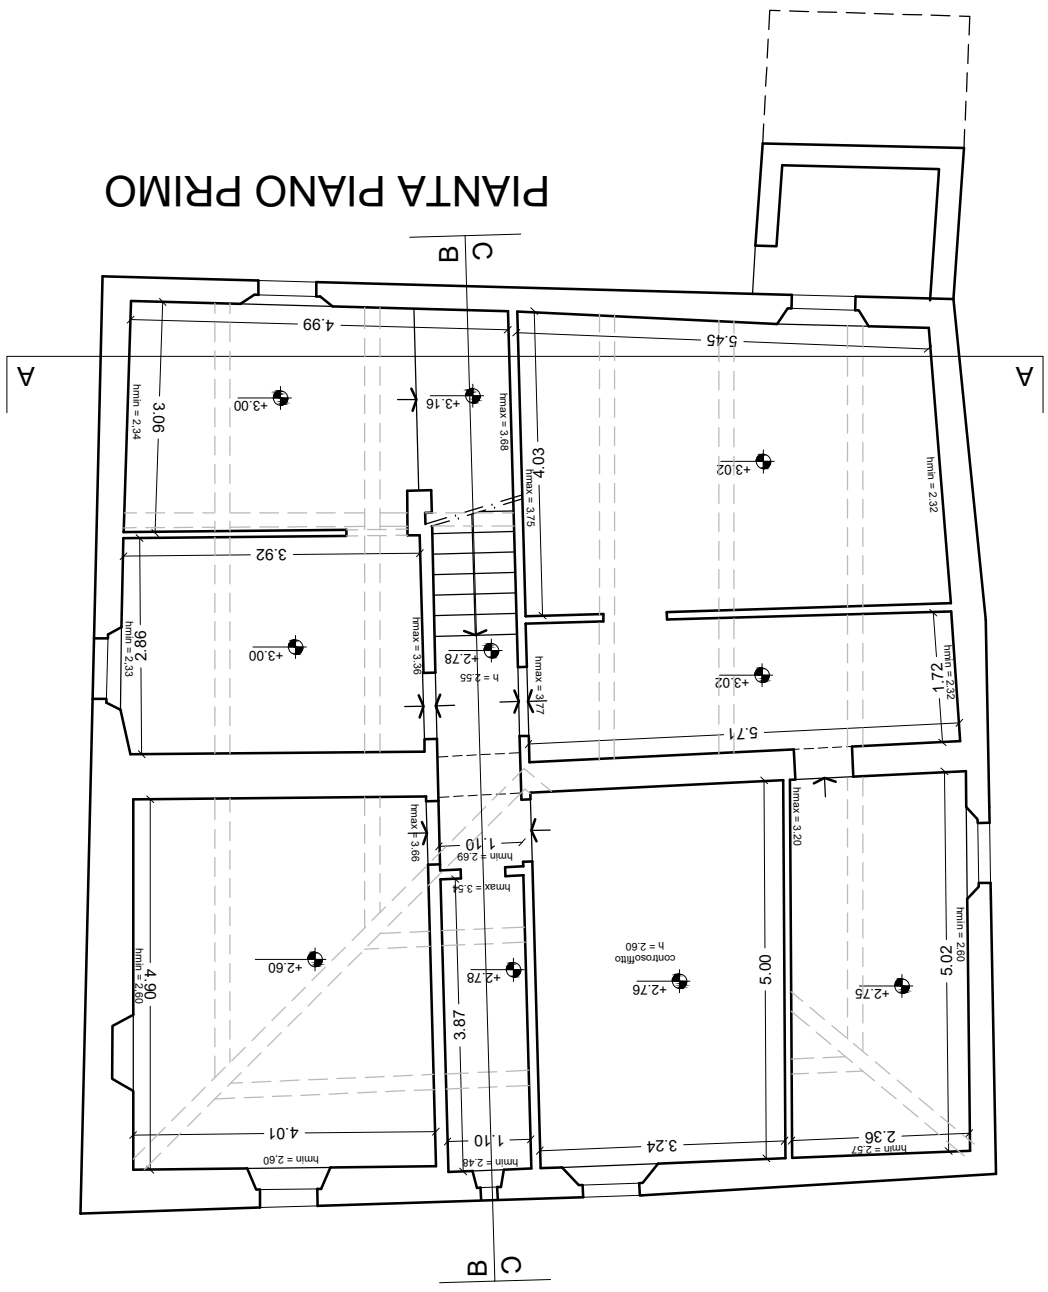 PIANTA PIANO PRIMO
B C
A
A
4.99
5.45
+3.00
+3.16
hmin = 2,34
3.06
hmax = 3.68
4.03
hmax = 3.75
+3.02
hmin = 2.32
3.92
2.86
hmin = 2,33
+3.00
hmax = 3.36
+2.78
h = 2.55
hmax = 3.77
+3.02
1.72
hmin = 2.32
5.71
hmax = 3.66
1.10
hmin = 2.69
hmax = 3.54
hmax = 3.20
4.90
hmin = 2,60
+2.60
+2.78
3.87
controsoffitto
h = 2.60
+2.76
5.00
+2.75
5.02
hmin = 2.60
4.01
hmin = 2,60
1.10
hmin = 2.48
3.24
2.36
hmin = 2.57
B C